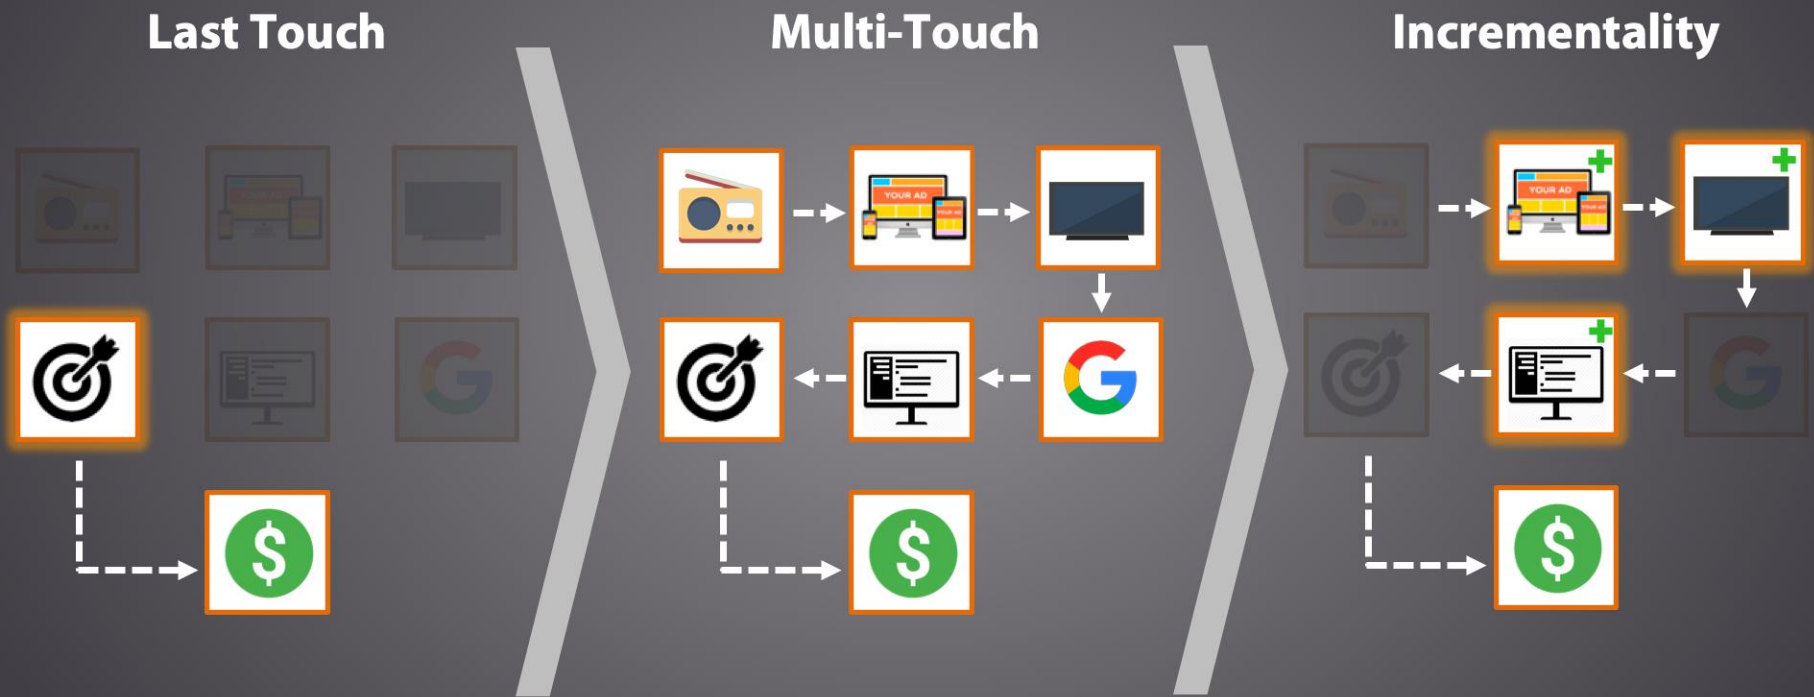 Last Touch
Multi-Touch
Incrementality
YOUR AD
YOUR AD
$
$
$